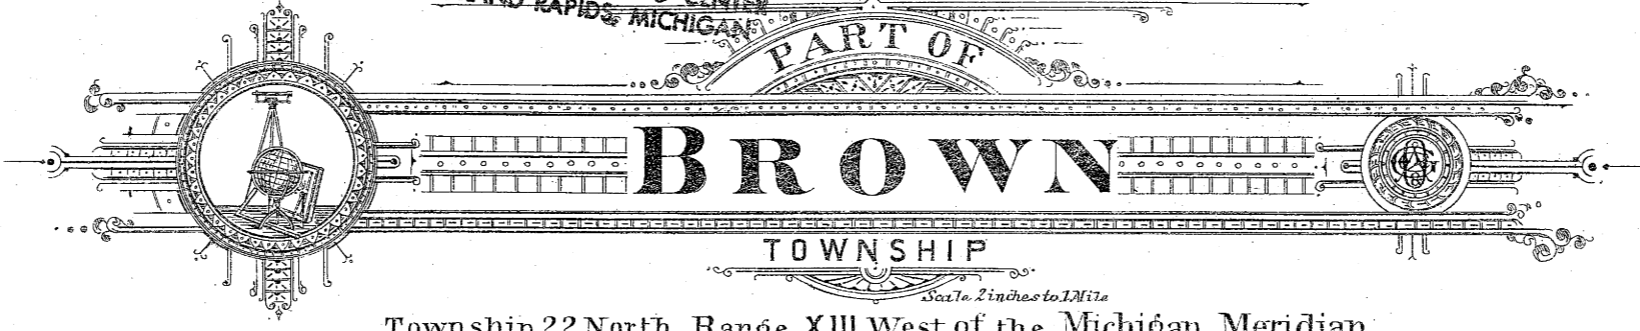 RAPIDS, MICHIGAN
PART OF
BROWN
TOWNSHIP
Scale 2 inches to 1 Mile
Township 22 North, Range XIII West of the Michigan Meridian